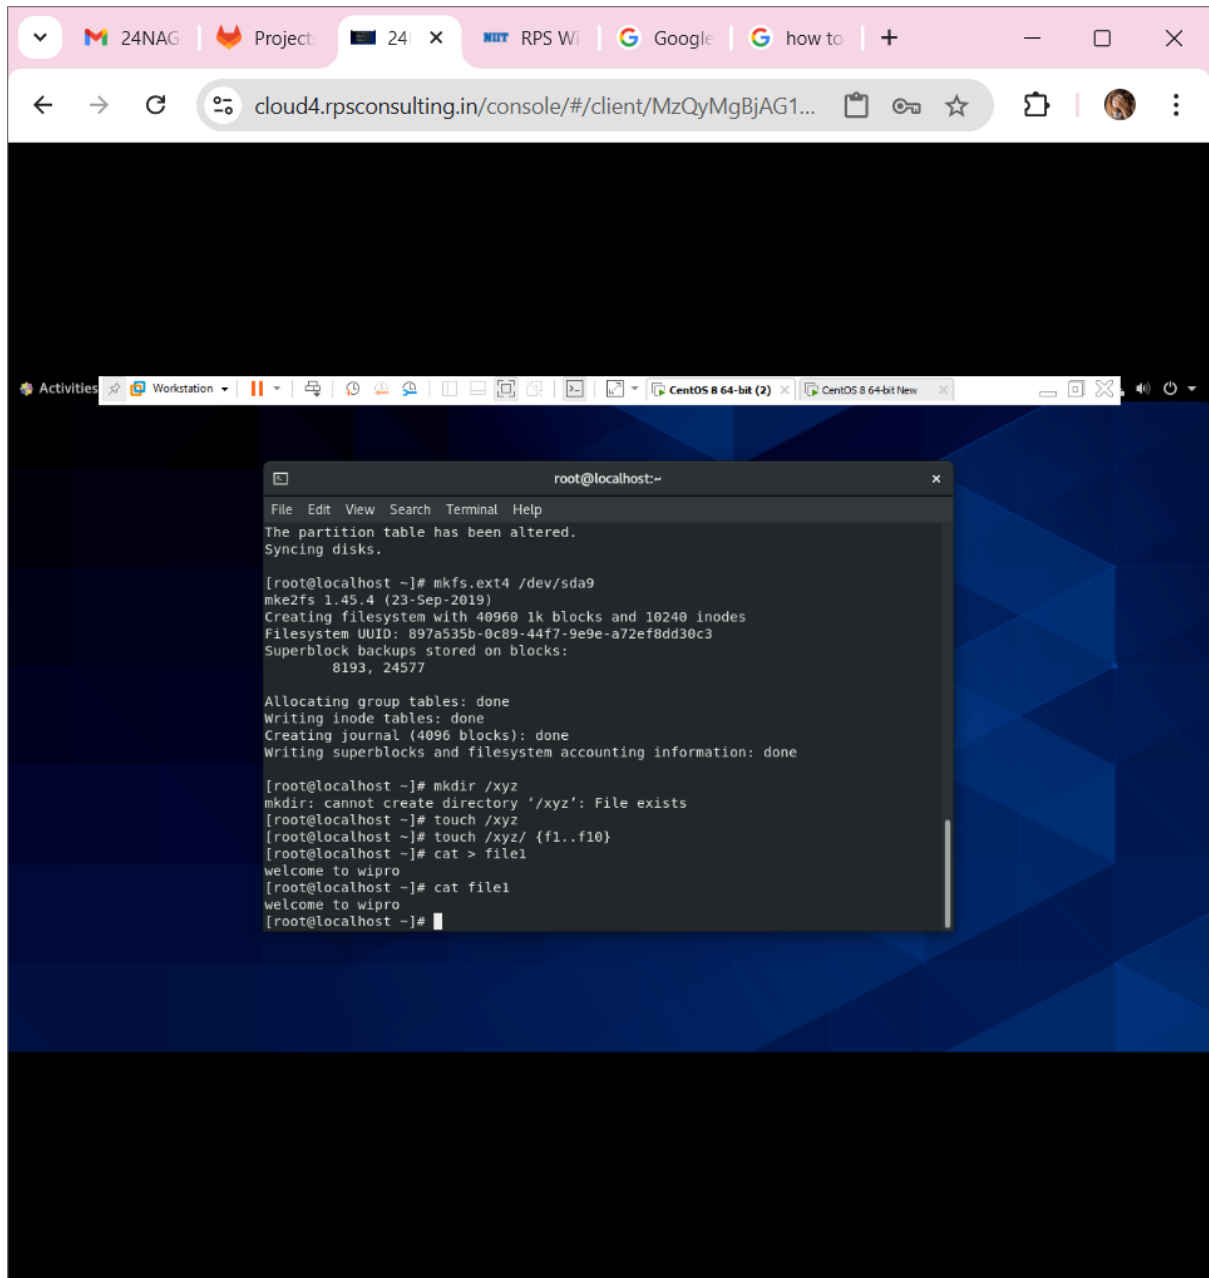 24NAG
Project
24
NIIT RPS Wi
Google
how to
cloud4.rpsconsulting.in/console/#/client/MzQyMgBjAG1...
Activities
Workstation
CentOS 8 64-bit (2)
CentOS 8 64-bit New
root@localhost:~
File Edit View Search Terminal Help
The partition table has been altered.
Syncing disks.
[root@localhost ~]# mkfs.ext4 /dev/sda9
mke2fs 1.45.4 (23-Sep-2019)
Creating filesystem with 40960 1k blocks and 10240 inodes
Filesystem UUID: 897a535b-0c89-44f7-9e9e-a72ef8dd30c3
Superblock backups stored on blocks:
        8193, 24577
Allocating group tables: done
Writing inode tables: done
Creating journal (4096 blocks): done
Writing superblocks and filesystem accounting information: done
[root@localhost ~]# mkdir /xyz
mkdir: cannot create directory ‘/xyz’: File exists
[root@localhost ~]# touch /xyz
[root@localhost ~]# touch /xyz/ {f1..f10}
[root@localhost ~]# cat > file1
welcome to wipro
[root@localhost ~]# cat file1
welcome to wipro
[root@localhost ~]#